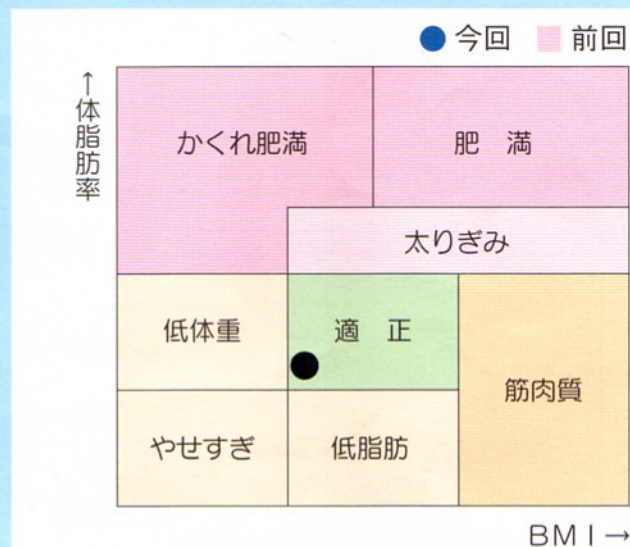 ● 今回 ■ 前回
↑体脂肪率
かくれ肥満
肥 満
太りぎみ
低体重
適 正
筋肉質
やせすぎ
低脂肪
BMI→